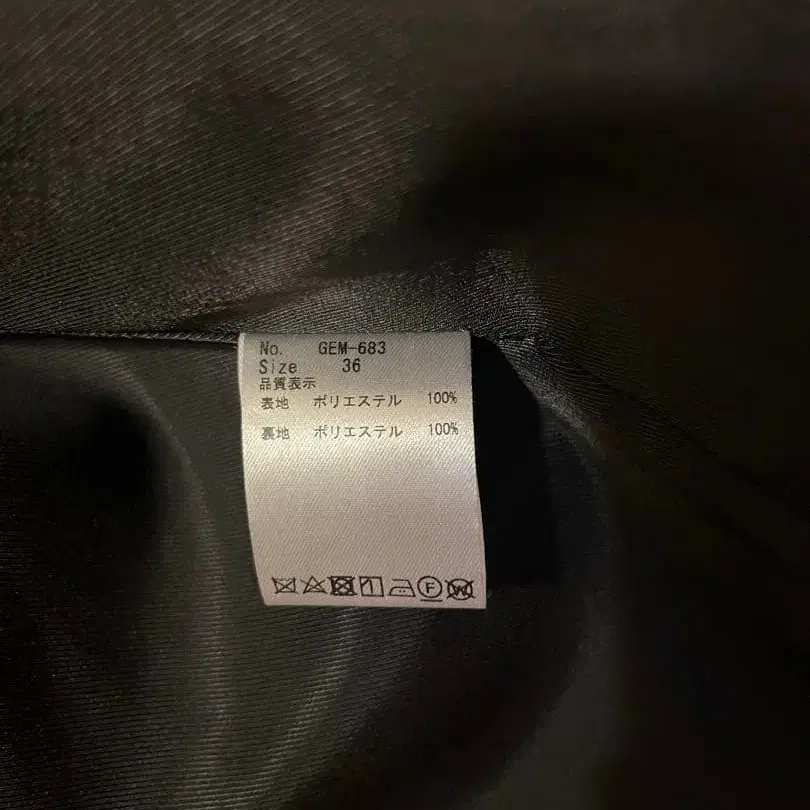 No. GEM-683
Size 36
品質表示
表地 ポリエステル 100%
裏地 ポリエステル 100%
F W